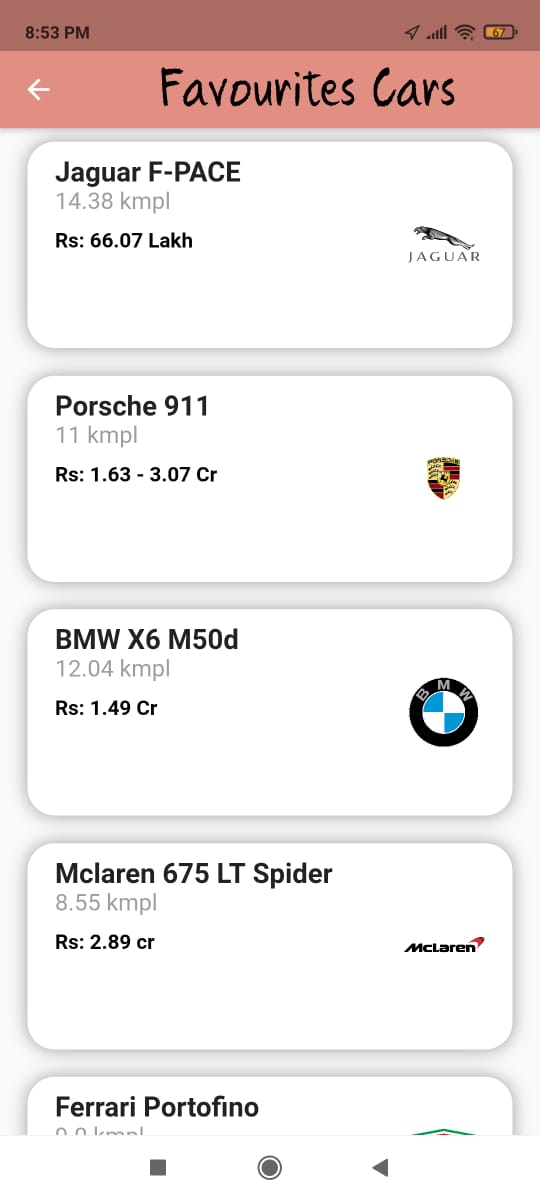 8:53 PM
67
Favourites Cars
Jaguar F-PACE
14.38 kmpl
Rs: 66.07 Lakh
JAGUAR
Porsche 911
11 kmpl
Rs: 1.63 - 3.07 Cr
PORSCHE
BMW X6 M50d
12.04 kmpl
Rs: 1.49 Cr
BMW
Mclaren 675 LT Spider
8.55 kmpl
Rs: 2.89 cr
McLaren
Ferrari Portofino